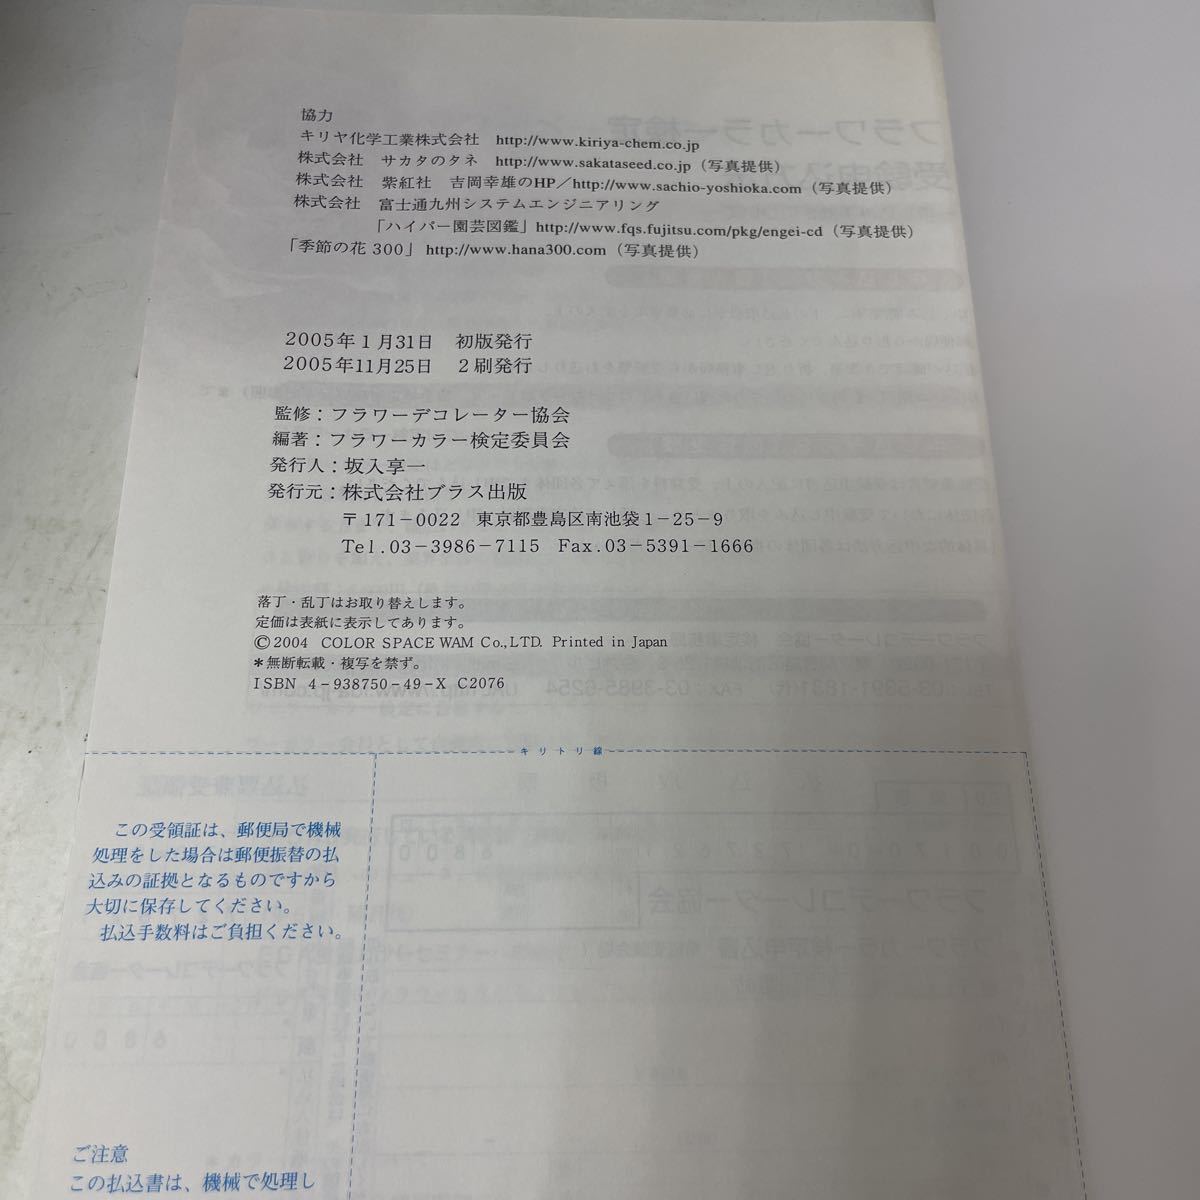 協力
キリヤ化学工業株式会社 http://www.kiriya-chem.co.jp
株式会社 サカタのタネ http://www.sakataseed.co.jp（写真提供）
株式会社 紫紅社 吉岡幸雄のHP／http://www.sachio-yoshioka.com（写真提供）
株式会社 富士通九州システムエンジニアリング
「ハイパー園芸図鑑」http://www.fqs.fujitsu.com/pkg/engei-cd（写真提供）
「季節の花 300」 http://www.hana300.com（写真提供）
2005年1月31日 初版発行
2005年11月25日 2刷発行
監修：フラワーデコレーター協会
編著：フラワーカラー検定委員会
発行人：坂入享一
発行元：株式会社ブラス出版
〒171－0022 東京都豊島区南池袋1－25－9
Tel.03－3986－7115 Fax.03－5391－1666
落丁・乱丁はお取り替えします。
定価は表紙に表示してあります。
©2004 COLOR SPACE WAM Co.,LTD. Printed in Japan
＊無断転載・複写を禁ず。
ISBN 4－938750－49－X C2076
キリトリ線
この受領証は、郵便局で機械
処理をした場合は郵便振替の払
込みの証拠となるものですから
大切に保存してください。
払込手数料はご負担ください。
ご注意
この払込書は、機械で処理し